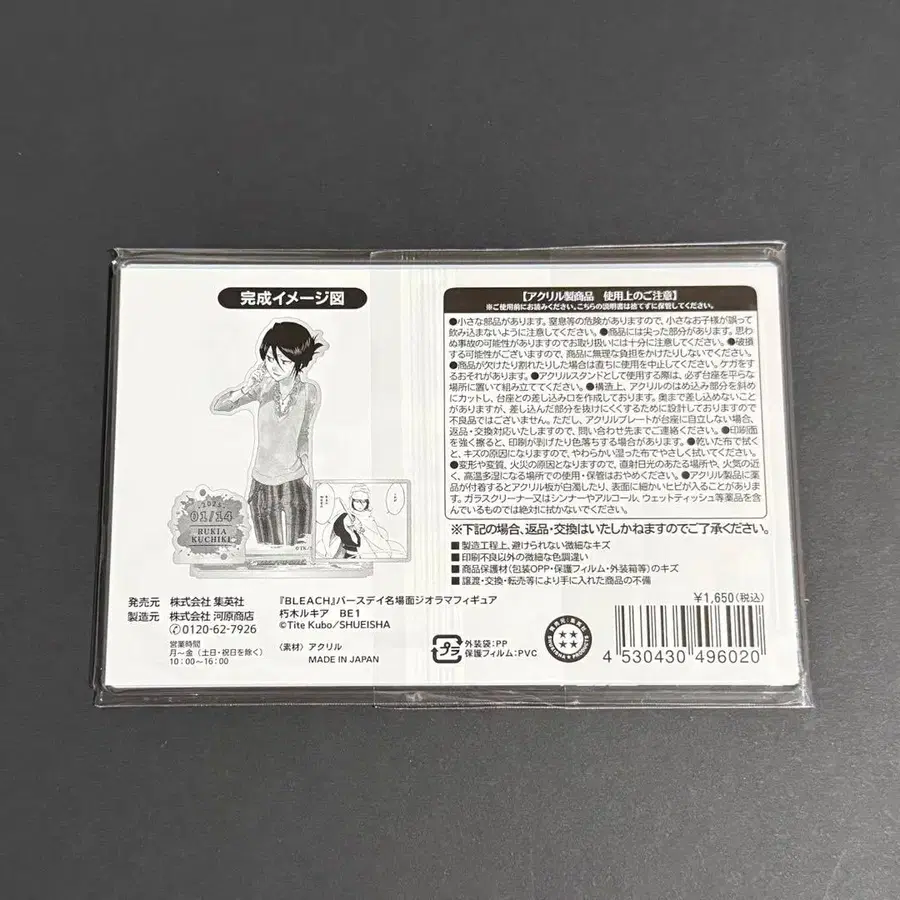 完成イメージ図
2023
01/14
RUKIA
KUCHIKI
©TK/S
【アクリル製商品　使用上のご注意】
※ご使用前にお読みください。こちらの説明書は捨てずに保管してください。
●小さな部品があります。窒息等の危険がありますので、小さなお子様が誤って
飲み込まないように注意してください。●商品には尖った部分があります。思わ
ぬ事故の可能性がありますのでお取り扱いには十分に注意してください。●破損
する可能性がございますので、商品に無理な負担をかけたりしないでください。
●商品が欠けたり割れたりした場合は直ちに使用を中止してください。ケガをす
るおそれがあります。●アクリルスタンドとして使用する際は、必ず台座を平らな
場所に置いて組み立ててください。●構造上、アクリルのはめ込み部分を斜め
にカットし、台座との差し込み口を作成しております。奥まで差し込めないこと
がありますが、差し込んだ部分を抜けにくくするために設計しておりますので
不良品ではございません。ただし、アクリルプレートが台座に自立しない場合、
返品・交換対応いたしますので、問い合わせ先までご連絡ください。●印刷面
を強く擦ると、印刷が剥げたり色落ちする場合があります。●乾いた布で拭く
と、キズの原因になりますので、やわらかい湿った布でやさしく拭いてください。
●変形や変質、火災の原因となりますので、直射日光のあたる場所や、火気の近
く、高温多湿になる場所での使用・保管はおやめください。●アクリル製品に薬
品が付着するとアクリル板が白濁したり、表面に細かいヒビが入ることがありま
す。ガラスクリーナー又はシンナーやアルコール、ウェットティッシュ等薬品を含
んでいるものでは絶対に拭かないでください。
※下記の場合、返品・交換はいたしかねますのでご了承ください。
■製造工程上、避けられない微細なキズ
■印刷不良以外の微細な色調違い
■商品保護材(包装OPP・保護フィルム・外装箱等)のキズ
■譲渡・交換・転売等により手に入れた商品の不備
発売元　株式会社 集英社
製造元　株式会社 河原商店
0120-62-7926
営業時間
月〜金（土日・祝日を除く）
10:00〜16:00
『BLEACH』バースデイ名場面ジオラマフィギュア
朽木ルキア　BE1
©Tite Kubo/SHUEISHA
〈素材〉アクリル
MADE IN JAPAN
プラ
外装袋:PP
保護フィルム:PVC
¥1,650(税込)
4 530430 496020